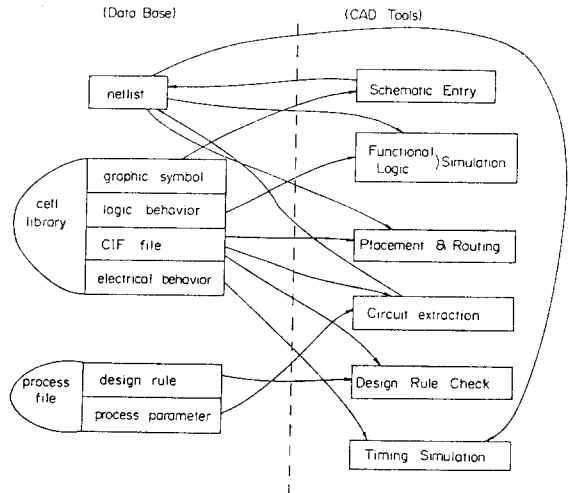 (Data Base)
(CAD Tools)
netlist
Schematic Entry
Functional
Logic
) Simulation
cell
library
graphic symbol
logic behavior
CIF file
electrical behavior
Placement & Routing
Circuit extraction
process
file
design rule
process parameter
Design Rule Check
Timing Simulation